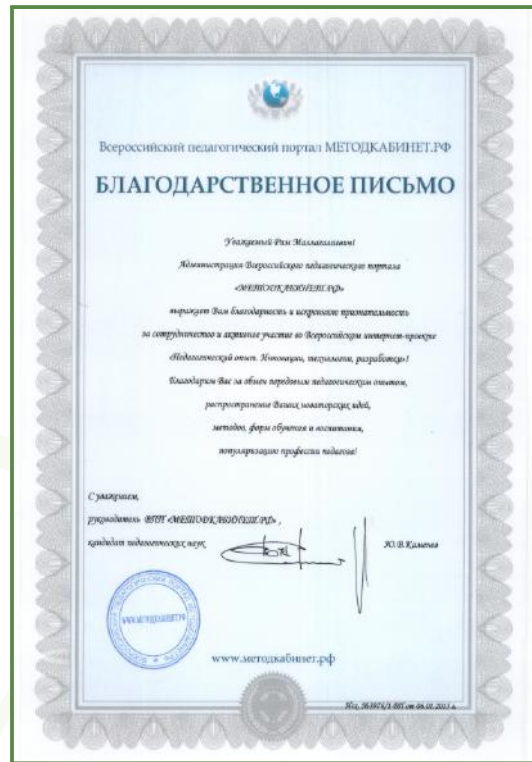 Всероссийский педагогический портал МЕТОДКАБИНЕТ.РФ
БЛАГОДАРСТВЕННОЕ ПИСЬМО
Уважаемый Рим
Администрация Всероссийского педагогического портала
«МЕТОДКАБИНЕТ.РФ»
выражает Вам благодарность и искреннюю признательность
за сотрудничество и активное участие во Всероссийском интернет-проекте
«Педагогический опыт. Инновации, технологии, разработки»!
Благодарим Вас за обмен передовым педагогическим опытом,
распространение Ваших новаторских идей,
методов, форм обучения и воспитания,
популяризацию профессии педагога!
С уважением,
руководитель ВПП «МЕТОДКАБИНЕТ.РФ»,
кандидат педагогических наук
Ю.В.
WWW.МЕТОДКАБИНЕТ.РФ
www.методкабинет.рф